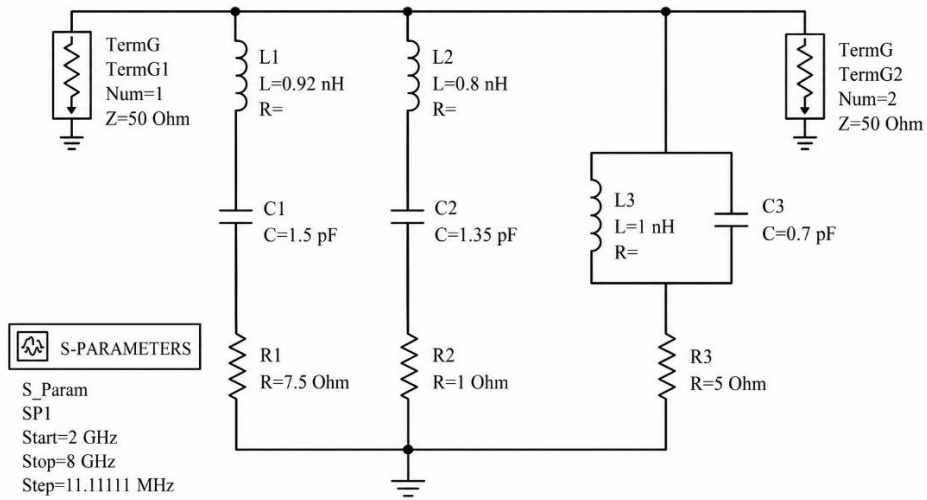 TermG
TermG1
Num=1
Z=50 Ohm
L1
L=0.92 nH
R=
L2
L=0.8 nH
R=
TermG
TermG2
Num=2
Z=50 Ohm
C1
C=1.5 pF
C2
C=1.35 pF
L3
L=1 nH
R=
C3
C=0.7 pF
R1
R=7.5 Ohm
R2
R=1 Ohm
R3
R=5 Ohm
S-PARAMETERS
S_Param
SP1
Start=2 GHz
Stop=8 GHz
Step=11.11111 MHz